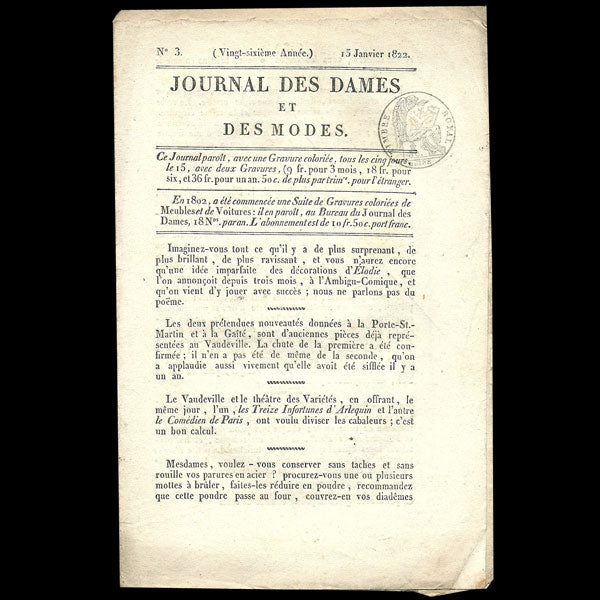 N° 3. (Vingt-sixième Année.) 15 Janvier 1822.
JOURNAL DES DAMES
ET
DES MODES.
TIMBRE ROYAL
Ce Journal paroît, avec une Gravure coloriée, tous les cinq jours,
le 15, avec deux Gravures, (9 fr. pour 3 mois, 18 fr. pour
six, et 36 fr. pour un an. 50 c. de plus par trim.re pour l'étranger.
En 1802, a été commencée une Suite de Gravures coloriées de
Meubles et de Voitures : il en paroît, au Bureau du Journal des
Dames, 18 Nos. par an. L'abonnement est de 10 fr. 50 c. port franc.
Imaginez-vous tout ce qu'il y a de plus surprenant, de
plus brillant, de plus ravissant, et vous n'aurez encore
qu'une idée imparfaite des décorations d'Elodie, que
l'on annonçoit depuis trois mois, à l'Ambigu-Comique, et
qu'on vient d'y jouer avec succès ; nous ne parlons pas du
poëme.
Les deux prétendues nouveautés données à la Porte-St.-
Martin et à la Gaîté, sont d'anciennes pièces déjà repré-
sentées au Vaudeville. La chute de la première a été con-
firmée ; il n'en a pas été de même de la seconde, qu'on
a applaudie aussi vivement qu'elle avoit été sifflée il y a
un an.
Le Vaudeville et le théâtre des Variétés, en offrant, le
même jour, l'un, les Treize Infortunes d'Arlequin et l'autre
le Comédien de Paris, ont voulu diviser les cabaleurs ; c'est
un bon calcul.
Mesdames, voulez-vous conserver sans taches et sans
rouille vos parures en acier ? procurez-vous une ou plusieurs
mottes à brûler, faites-les réduire en poudre, recommandez
que cette poudre passe au four, couvrez-en vos diadêmes